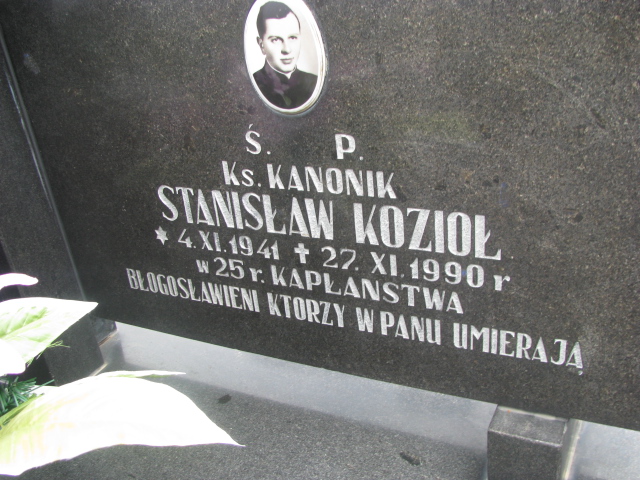 Ś. P.
Ks. KANONIK
STANISŁAW KOZIOŁ
4. XI. 1941 † 27. XI. 1990 r
w 25 r. KAPŁAŃSTWA
BŁOGOSŁAWIENI KTÓRZY W PANU UMIERAJĄ